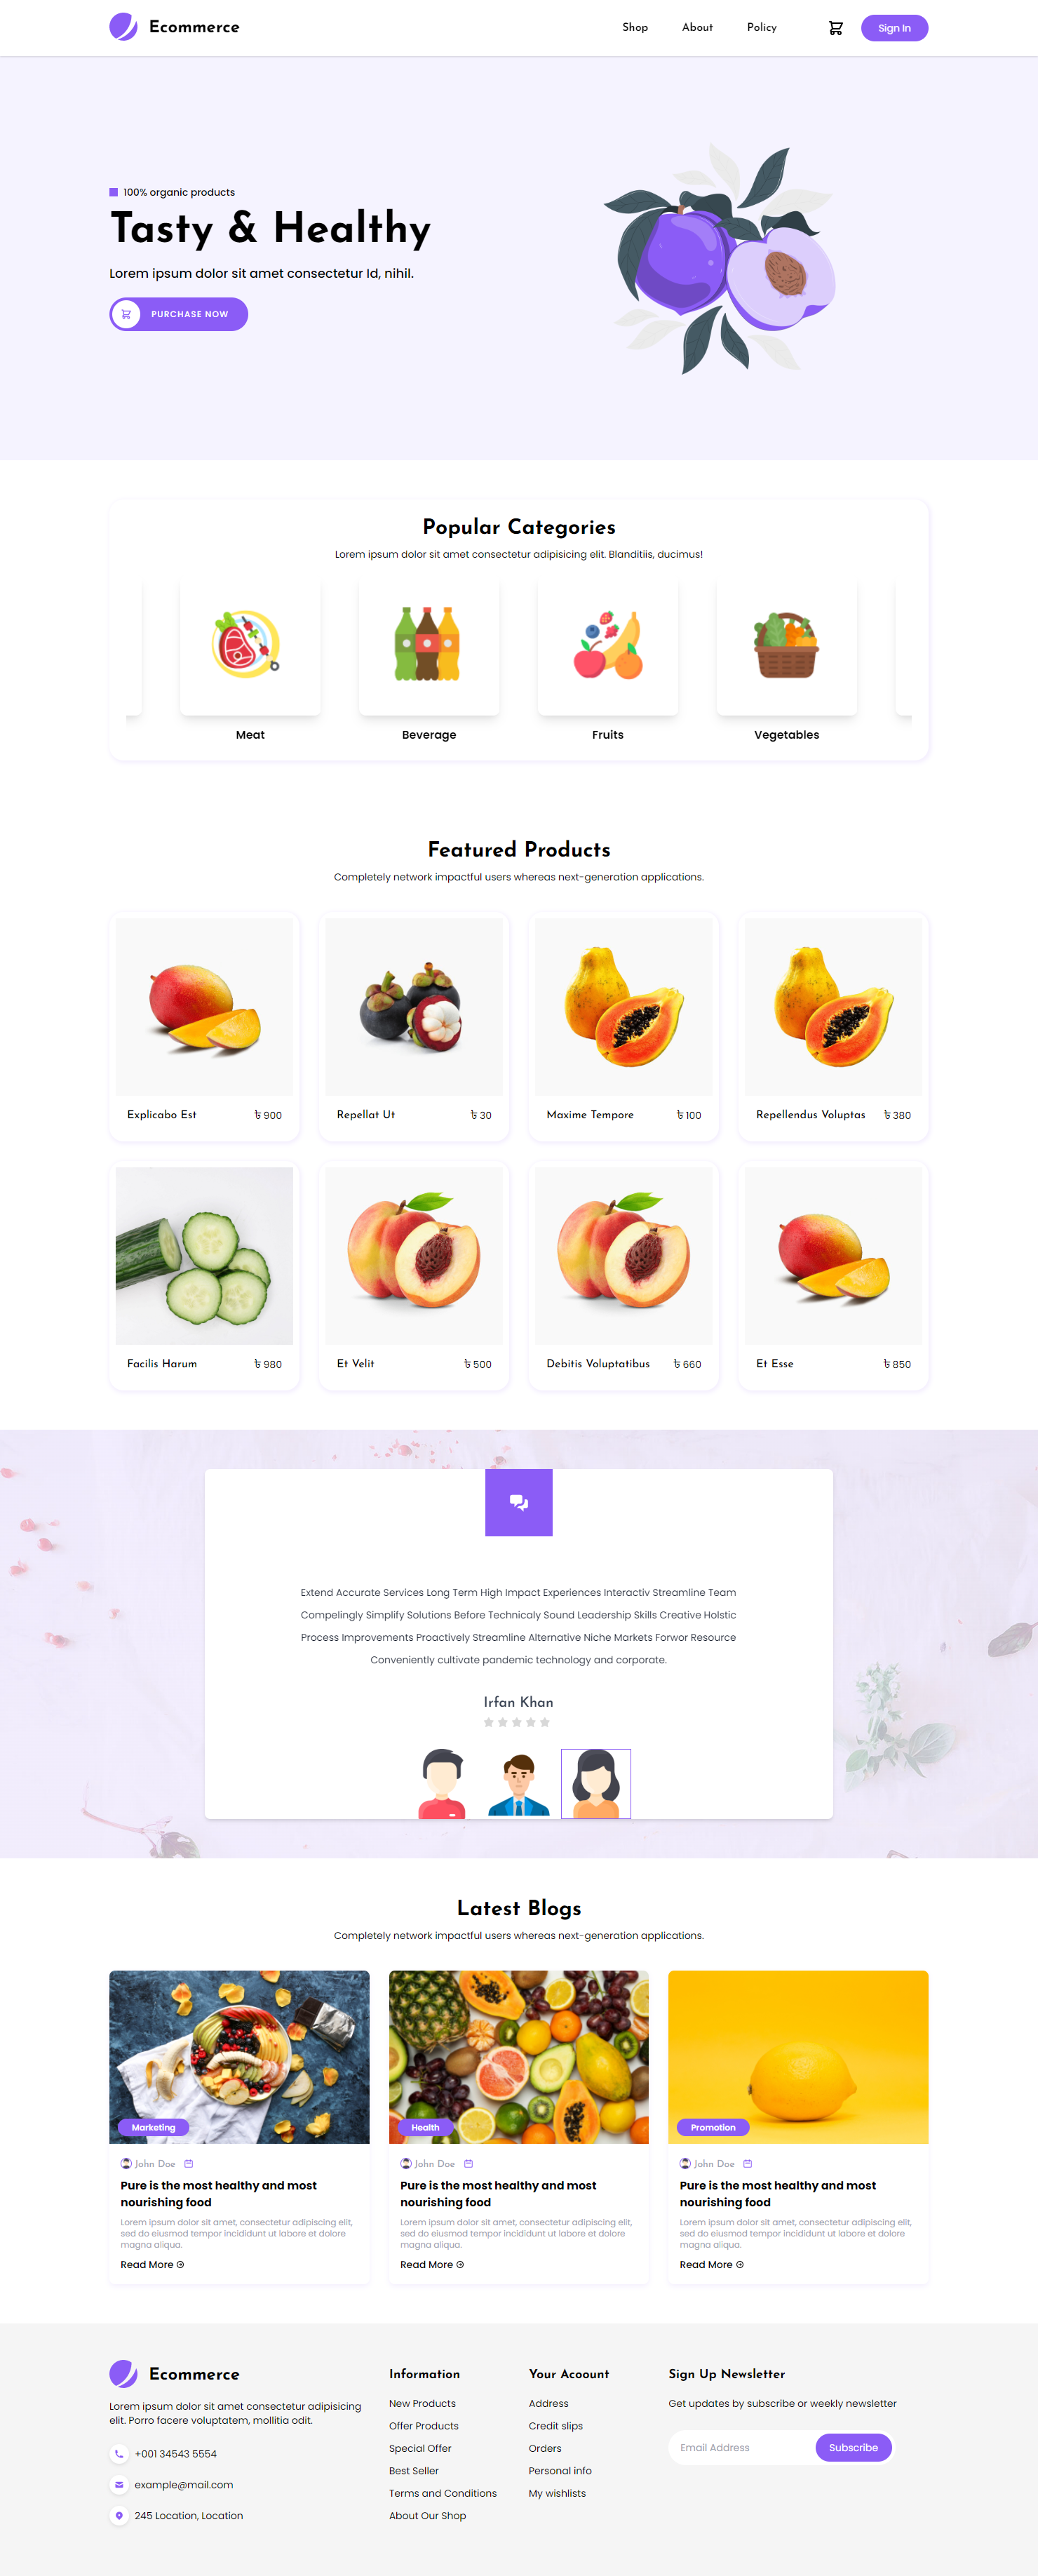 Ecommerce
Shop
About
Policy
Sign In
100% organic products
Tasty & Healthy
Lorem ipsum dolor sit amet consectetur Id, nihil.
PURCHASE NOW
Popular Categories
Lorem ipsum dolor sit amet consectetur adipisicing elit. Blanditiis, ducimus!
Meat
Beverage
Fruits
Vegetables
Featured Products
Completely network impactful users whereas next-generation applications.
Explicabo Est
৳ 900
Repellat Ut
৳ 30
Maxime Tempore
৳ 100
Repellendus Voluptas
৳ 380
Facilis Harum
৳ 980
Et Velit
৳ 500
Debitis Voluptatibus
৳ 660
Et Esse
৳ 850
Extend Accurate Services Long Term High Impact Experiences Interactiv Streamline Team
Compelingly Simplify Solutions Before Technicaly Sound Leadership Skills Creative Holstic
Process Improvements Proactively Streamline Alternative Niche Markets Forwor Resource
Conveniently cultivate pandemic technology and corporate.
Irfan Khan
Latest Blogs
Completely network impactful users whereas next-generation applications.
Marketing
John Doe
Pure is the most healthy and most
nourishing food
Lorem ipsum dolor sit amet, consectetur adipiscing elit,
sed do eiusmod tempor incididunt ut labore et dolore
magna aliqua.
Read More
Health
John Doe
Pure is the most healthy and most
nourishing food
Lorem ipsum dolor sit amet, consectetur adipiscing elit,
sed do eiusmod tempor incididunt ut labore et dolore
magna aliqua.
Read More
Promotion
John Doe
Pure is the most healthy and most
nourishing food
Lorem ipsum dolor sit amet, consectetur adipiscing elit,
sed do eiusmod tempor incididunt ut labore et dolore
magna aliqua.
Read More
Ecommerce
Lorem ipsum dolor sit amet consectetur adipisicing
elit. Porro facere voluptatem, mollitia odit.
+001 34543 5554
example@mail.com
245 Location, Location
Information
New Products
Offer Products
Special Offer
Best Seller
Terms and Conditions
About Our Shop
Your Acoount
Address
Credit slips
Orders
Personal info
My wishlists
Sign Up Newsletter
Get updates by subscribe or weekly newsletter
Email Address
Subscribe